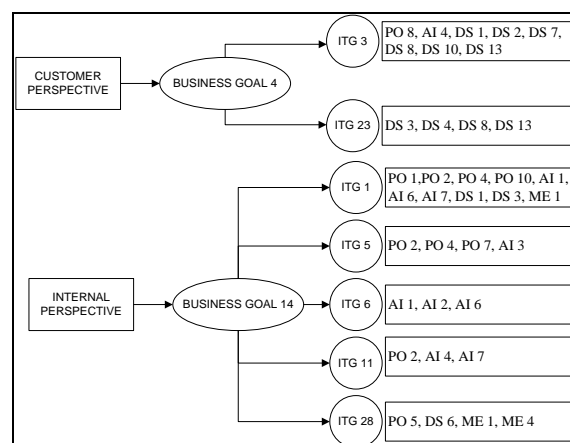 CUSTOMER
PERSPECTIVE
BUSINESS GOAL 4
ITG 3
PO 8, AI 4, DS 1, DS 2, DS 7,
DS 8, DS 10, DS 13
ITG 23
DS 3, DS 4, DS 8, DS 13
INTERNAL
PERSPECTIVE
BUSINESS GOAL 14
ITG 1
PO 1,PO 2, PO 4, PO 10, AI 1,
AI 6, AI 7, DS 1, DS 3, ME 1
ITG 5
PO 2, PO 4, PO 7, AI 3
ITG 6
AI 1, AI 2, AI 6
ITG 11
PO 2, AI 4, AI 7
ITG 28
PO 5, DS 6, ME 1, ME 4